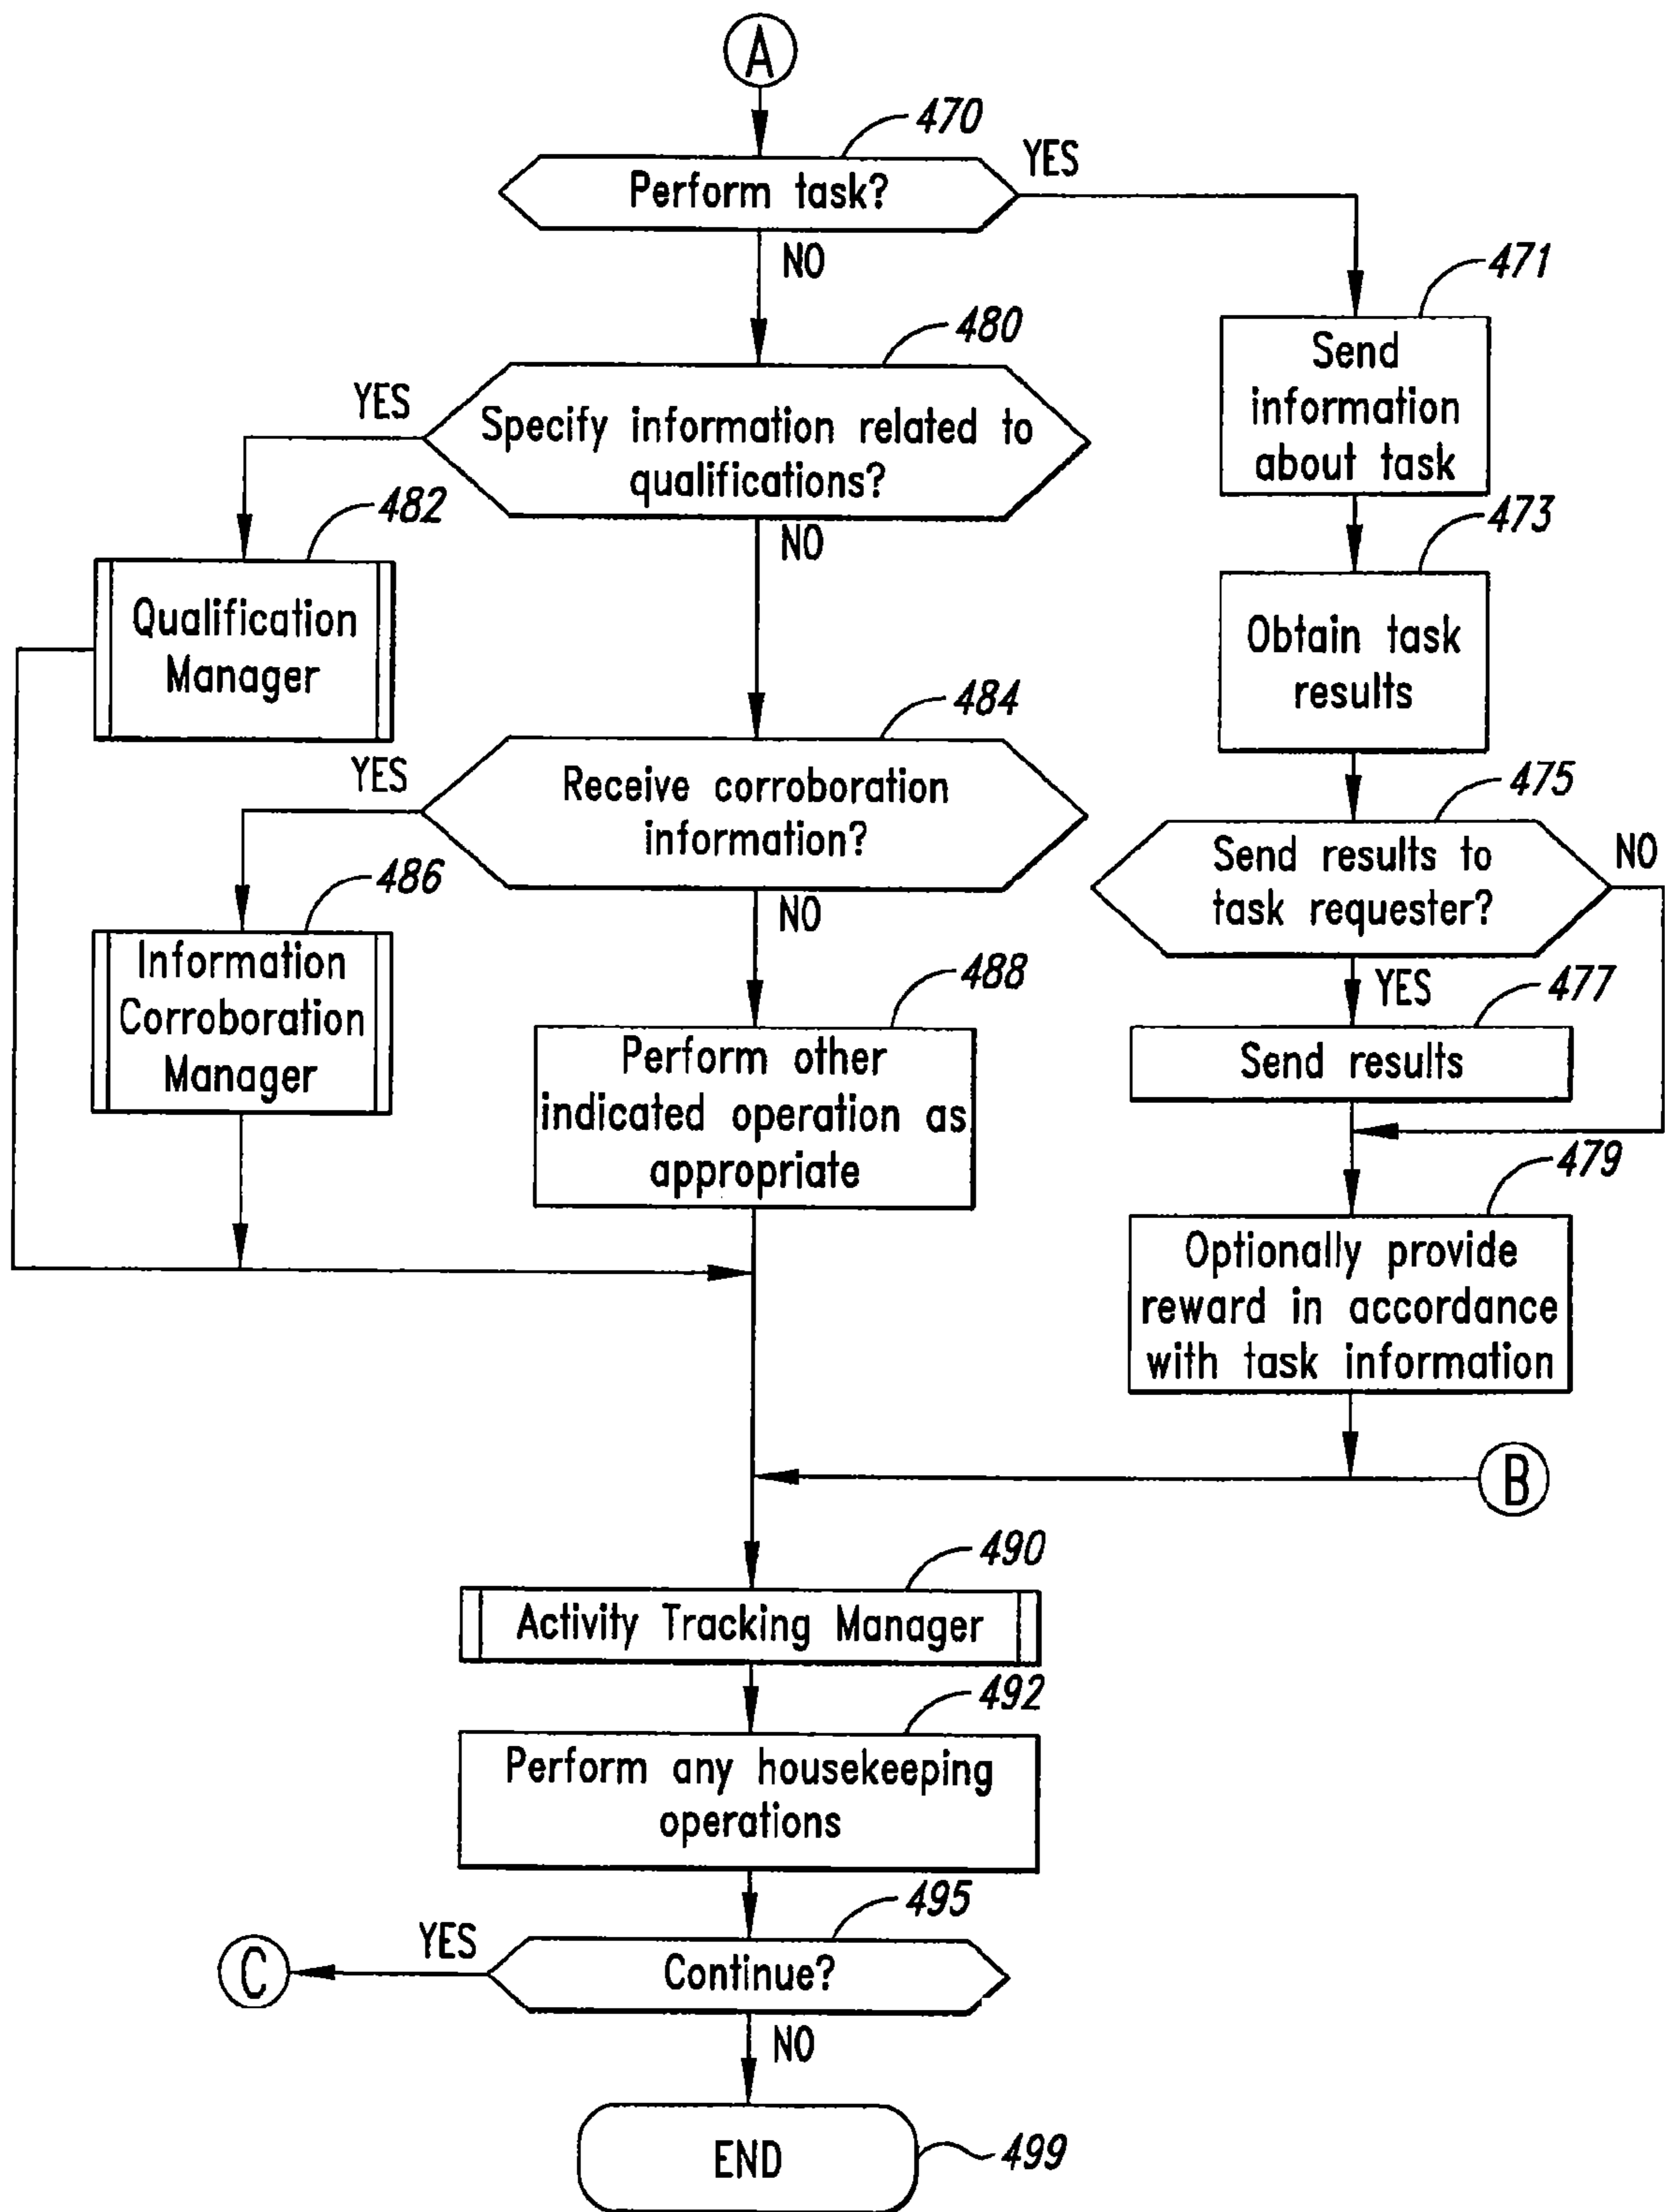 A
470
Perform task?
YES
NO
471
Send
information
about task
480
YES
Specify information related to
qualifications?
NO
482
Qualification
Manager
473
Obtain task
results
484
YES
Receive corroboration
information?
NO
475
Send results to
task requester?
NO
YES
486
Information
Corroboration
Manager
488
Perform other
indicated operation as
appropriate
477
Send results
479
Optionally provide
reward in accordance
with task information
B
490
Activity Tracking Manager
492
Perform any housekeeping
operations
495
YES
C
Continue?
NO
END
499